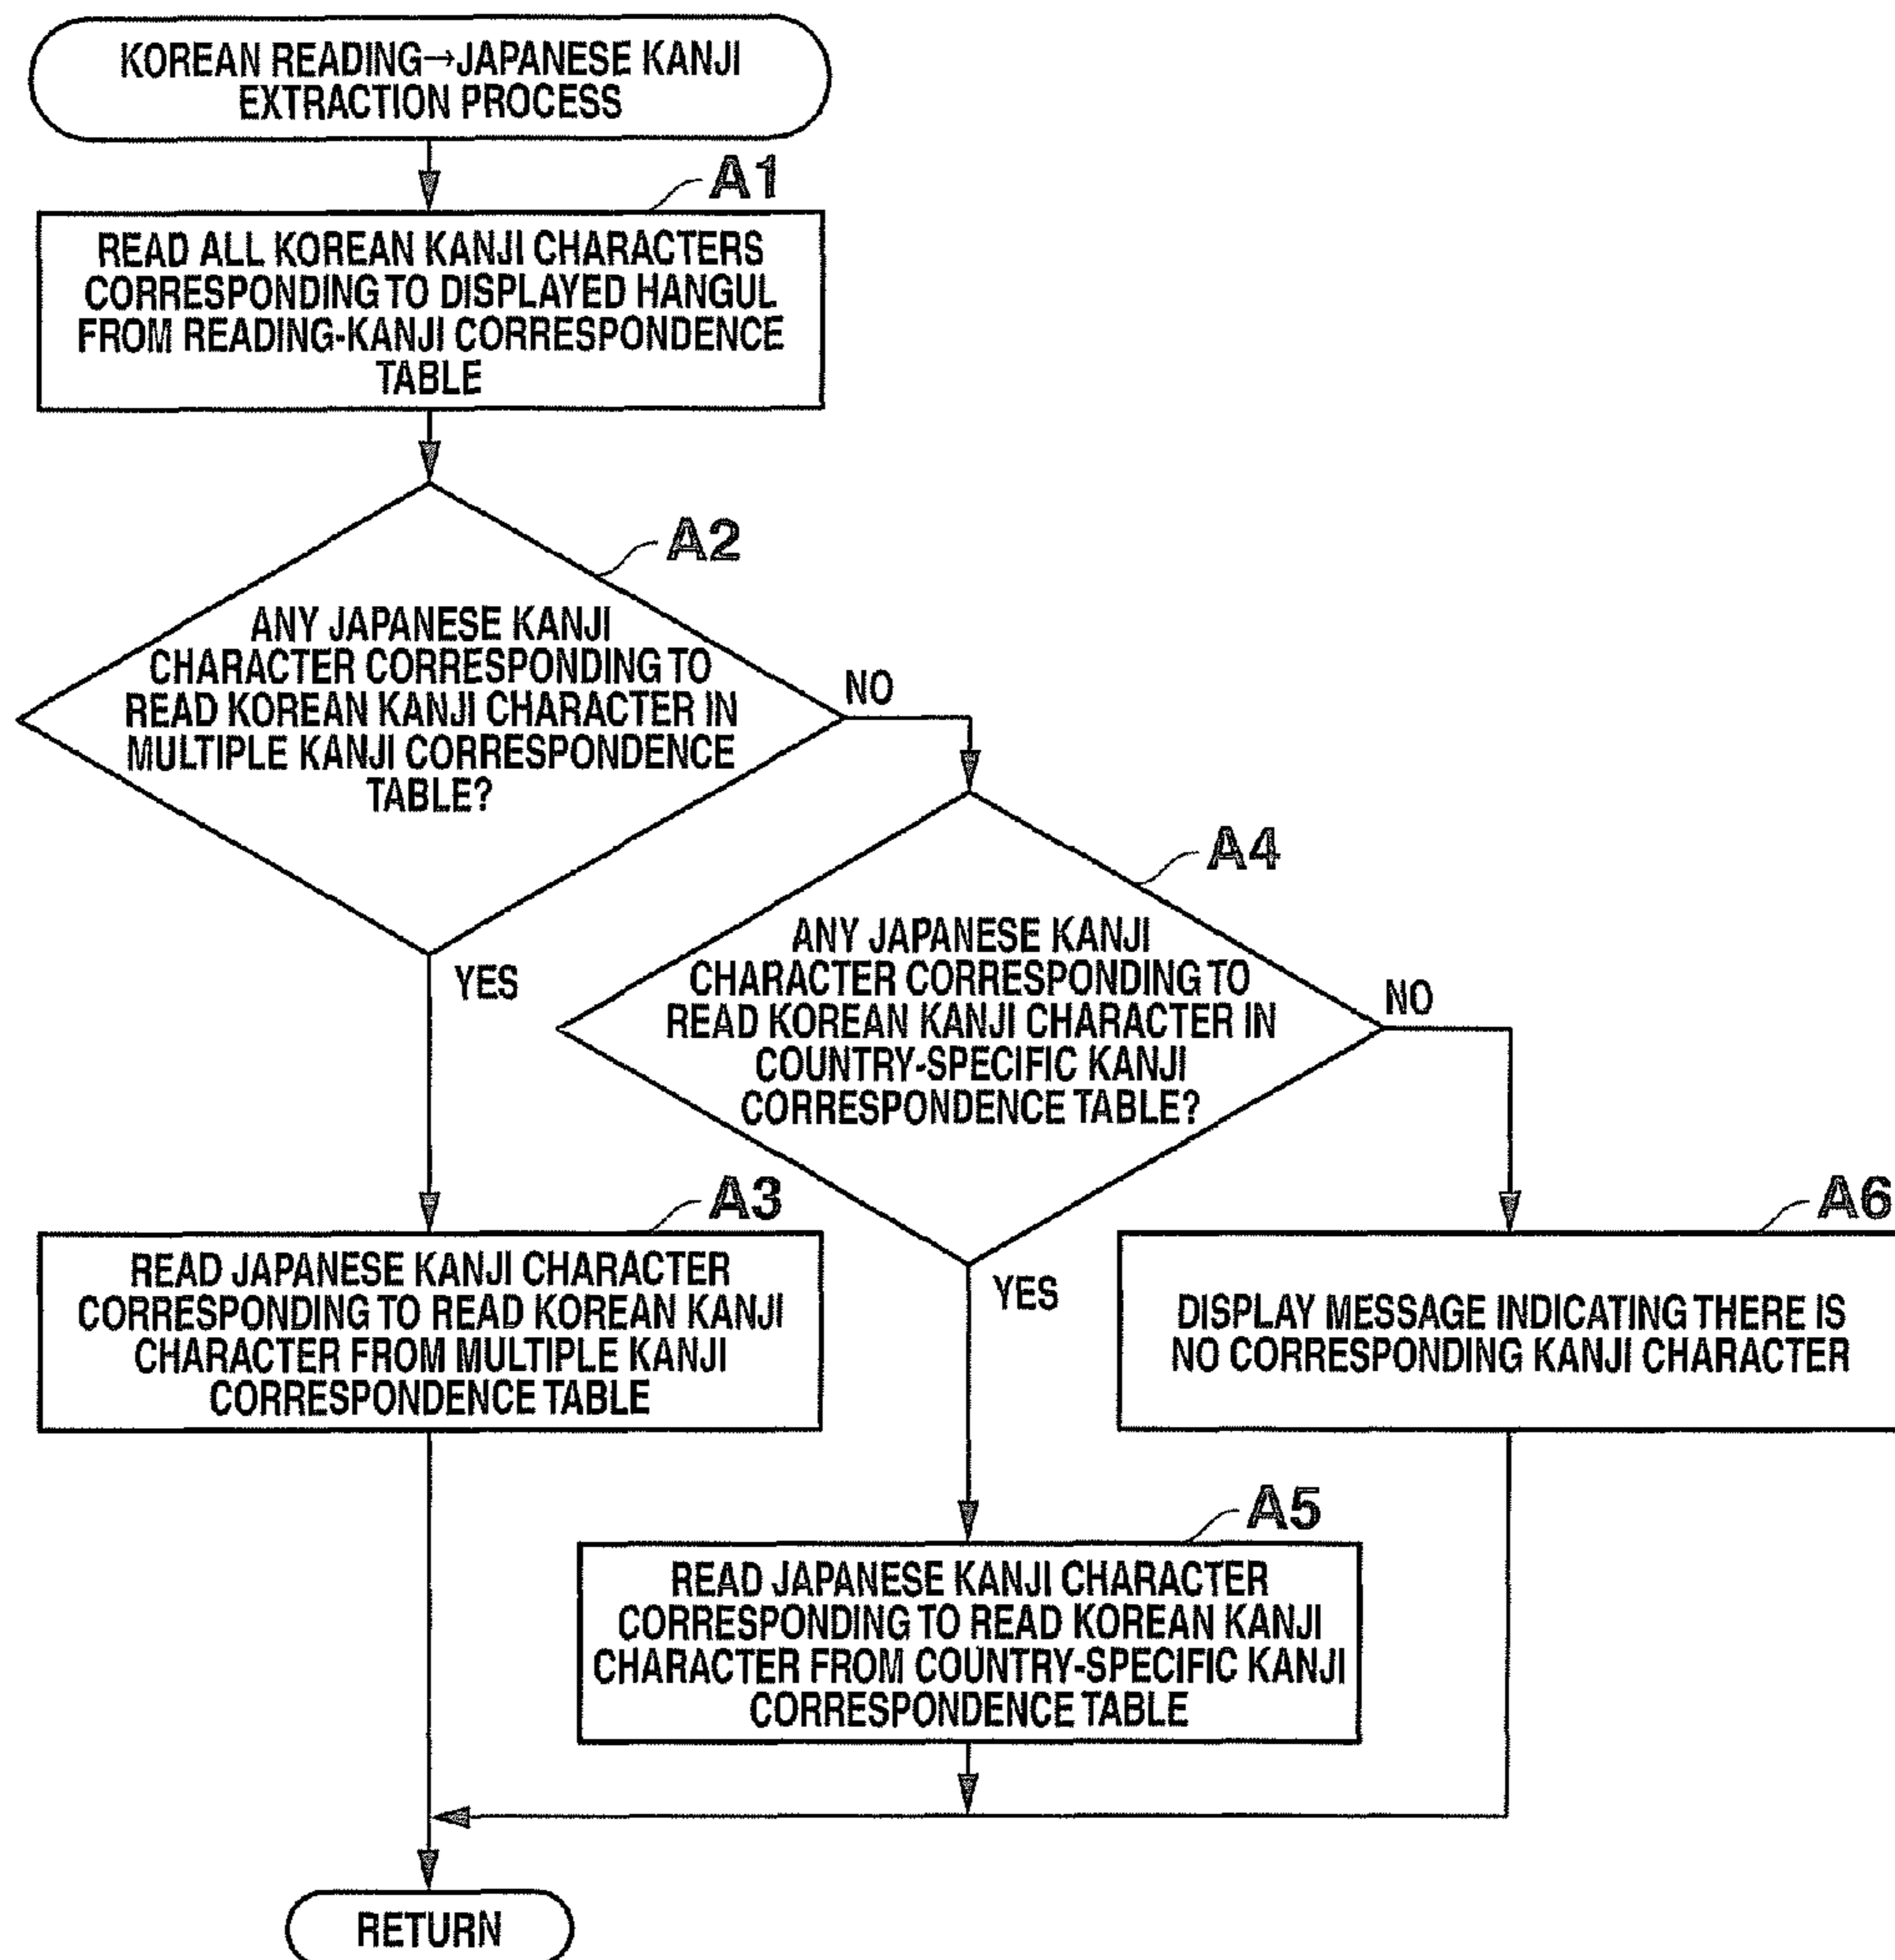 KOREAN READING→JAPANESE KANJI
EXTRACTION PROCESS
A1
READ ALL KOREAN KANJI CHARACTERS
CORRESPONDING TO DISPLAYED HANGUL
FROM READING-KANJI CORRESPONDENCE
TABLE
A2
ANY JAPANESE KANJI
CHARACTER CORRESPONDING TO
READ KOREAN KANJI CHARACTER IN
MULTIPLE KANJI CORRESPONDENCE
TABLE?
NO
YES
A4
ANY JAPANESE KANJI
CHARACTER CORRESPONDING TO
READ KOREAN KANJI CHARACTER IN
COUNTRY-SPECIFIC KANJI
CORRESPONDENCE TABLE?
NO
YES
A3
READ JAPANESE KANJI CHARACTER
CORRESPONDING TO READ KOREAN KANJI
CHARACTER FROM MULTIPLE KANJI
CORRESPONDENCE TABLE
A6
DISPLAY MESSAGE INDICATING THERE IS
NO CORRESPONDING KANJI CHARACTER
A5
READ JAPANESE KANJI CHARACTER
CORRESPONDING TO READ KOREAN KANJI
CHARACTER FROM COUNTRY-SPECIFIC KANJI
CORRESPONDENCE TABLE
RETURN